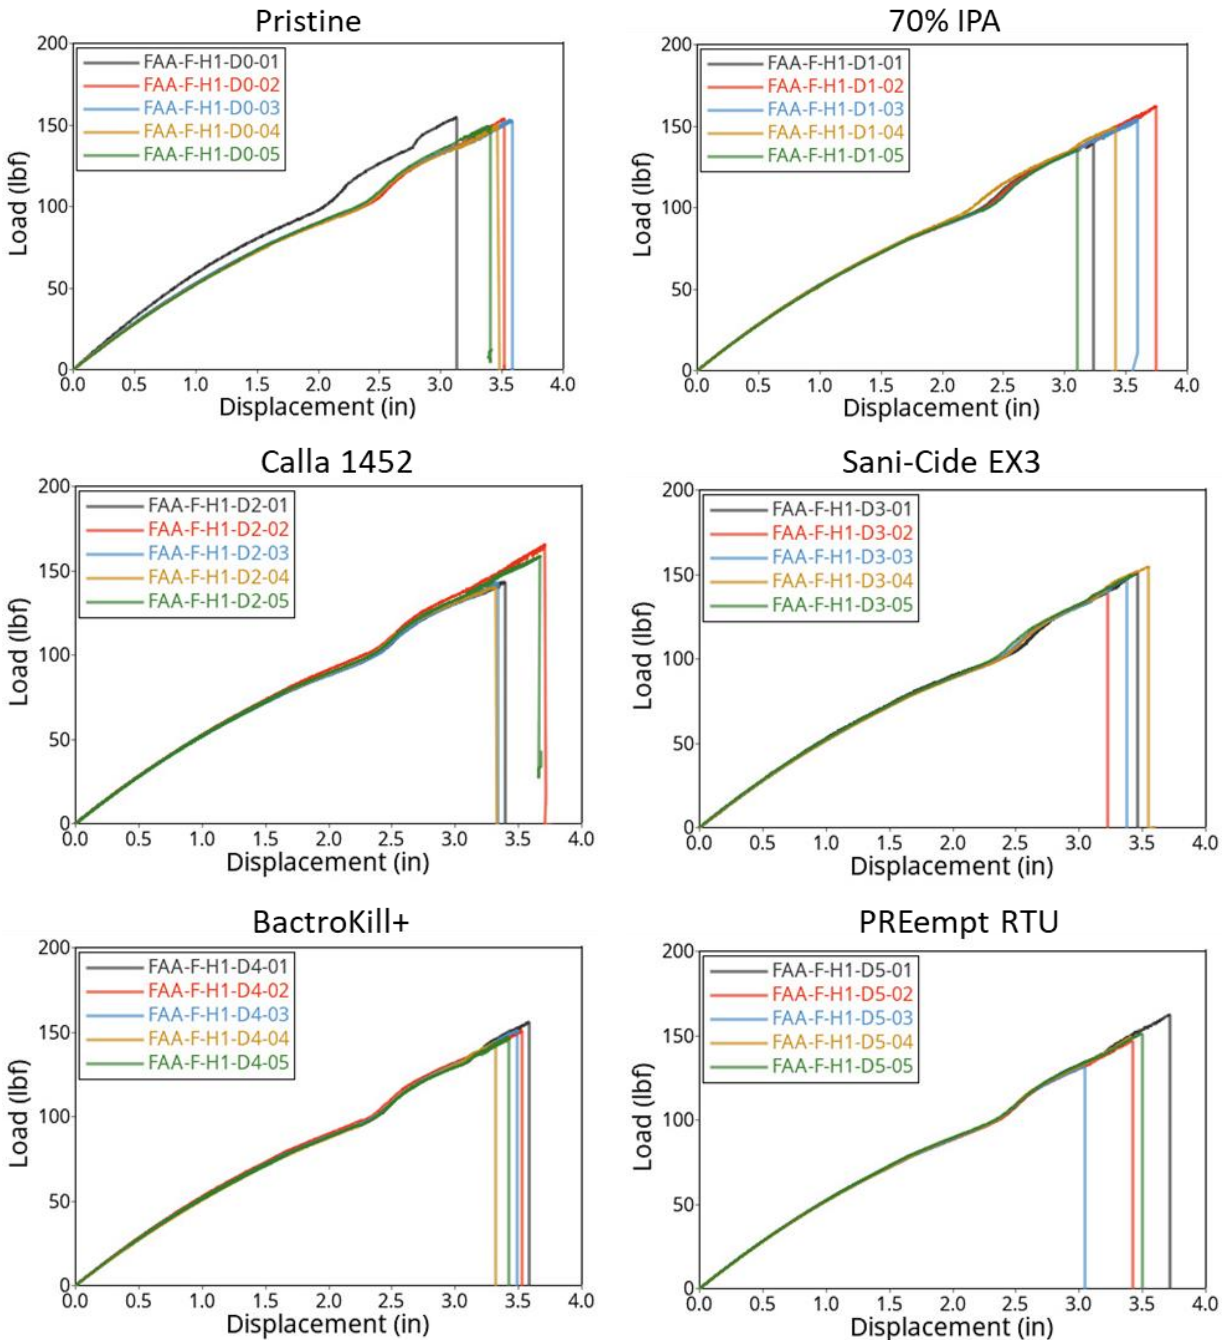 Pristine
200
150
100
50
0
Load (lbf)
FAA-F-H1-D0-01
FAA-F-H1-D0-02
FAA-F-H1-D0-03
FAA-F-H1-D0-04
FAA-F-H1-D0-05
0.0 0.5 1.0 1.5 2.0 2.5 3.0 3.5 4.0
Displacement (in)
70% IPA
200
150
100
50
0
Load (lbf)
FAA-F-H1-D1-01
FAA-F-H1-D1-02
FAA-F-H1-D1-03
FAA-F-H1-D1-04
FAA-F-H1-D1-05
0.0 0.5 1.0 1.5 2.0 2.5 3.0 3.5 4.0
Displacement (in)
Calla 1452
200
150
100
50
0
Load (lbf)
FAA-F-H1-D2-01
FAA-F-H1-D2-02
FAA-F-H1-D2-03
FAA-F-H1-D2-04
FAA-F-H1-D2-05
0.0 0.5 1.0 1.5 2.0 2.5 3.0 3.5 4.0
Displacement (in)
Sani-Cide EX3
200
150
100
50
0
Load (lbf)
FAA-F-H1-D3-01
FAA-F-H1-D3-02
FAA-F-H1-D3-03
FAA-F-H1-D3-04
FAA-F-H1-D3-05
0.0 0.5 1.0 1.5 2.0 2.5 3.0 3.5 4.0
Displacement (in)
BactroKill+
200
150
100
50
0
Load (lbf)
FAA-F-H1-D4-01
FAA-F-H1-D4-02
FAA-F-H1-D4-03
FAA-F-H1-D4-04
FAA-F-H1-D4-05
0.0 0.5 1.0 1.5 2.0 2.5 3.0 3.5 4.0
Displacement (in)
PREempt RTU
200
150
100
50
0
Load (lbf)
FAA-F-H1-D5-01
FAA-F-H1-D5-02
FAA-F-H1-D5-03
FAA-F-H1-D5-04
FAA-F-H1-D5-05
0.0 0.5 1.0 1.5 2.0 2.5 3.0 3.5 4.0
Displacement (in)